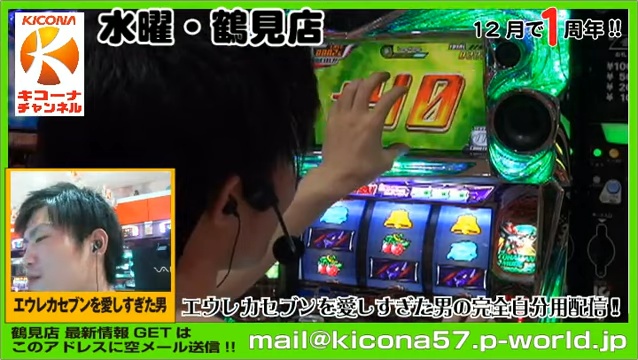 KICONA
キコーナ
チャンネル
水曜・鶴見店
12月で1周年!!
+40
TOTAL
エウレカセブンを愛しすぎた男
エウレカセブンを愛しすぎた男の完全自分用配信！
鶴見店 最新情報 GETは
このアドレスに空メール送信!!
mail@kicona57.p-world.jp